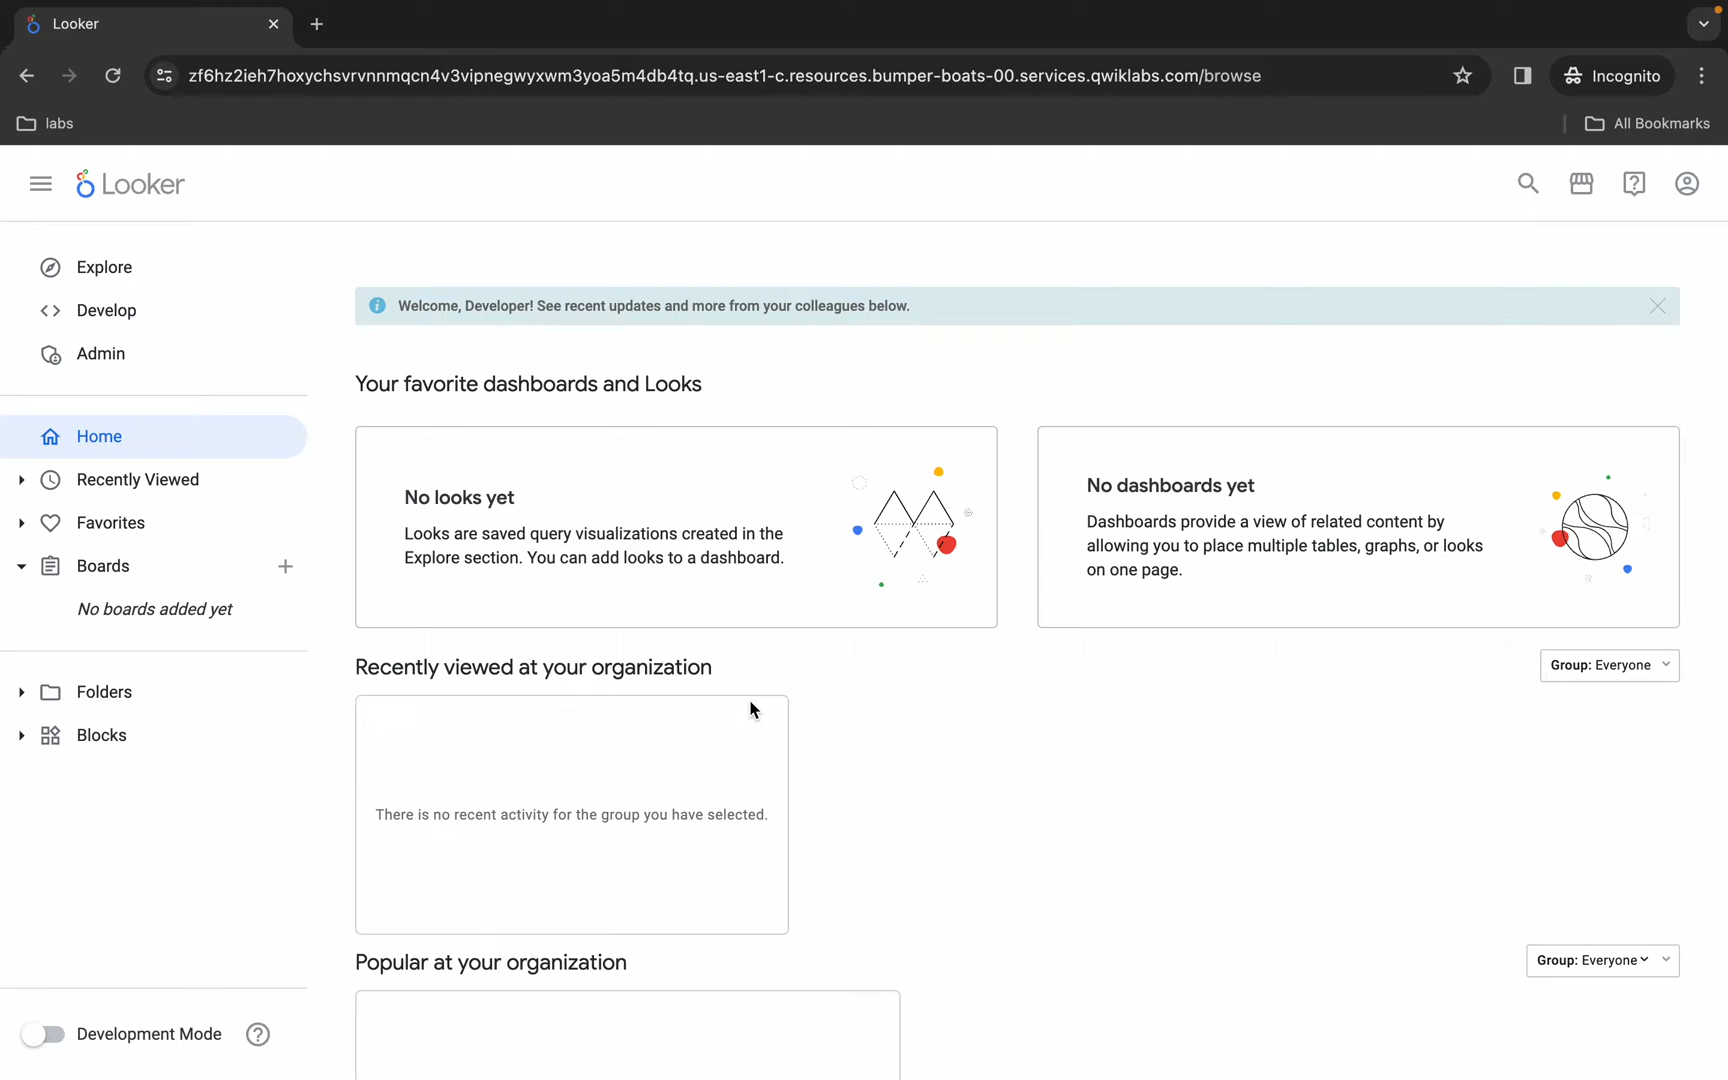 Looker
zf6hz2ieh7hoxychsvrvnnmqcn4v3vipnegwyxwm3yoa5m4db4tq.us-east1-c.resources.bumper-boats-00.services.qwiklabs.com/browse
Incognito
labs
All Bookmarks
Looker
Explore
Develop
Admin
Home
Recently Viewed
Favorites
Boards
No boards added yet
Folders
Blocks
Development Mode
Welcome, Developer! See recent updates and more from your colleagues below.
Your favorite dashboards and Looks
No looks yet
Looks are saved query visualizations created in the
Explore section. You can add looks to a dashboard.
No dashboards yet
Dashboards provide a view of related content by
allowing you to place multiple tables, graphs, or looks
on one page.
Recently viewed at your organization
Group: Everyone
There is no recent activity for the group you have selected.
Popular at your organization
Group: Everyone